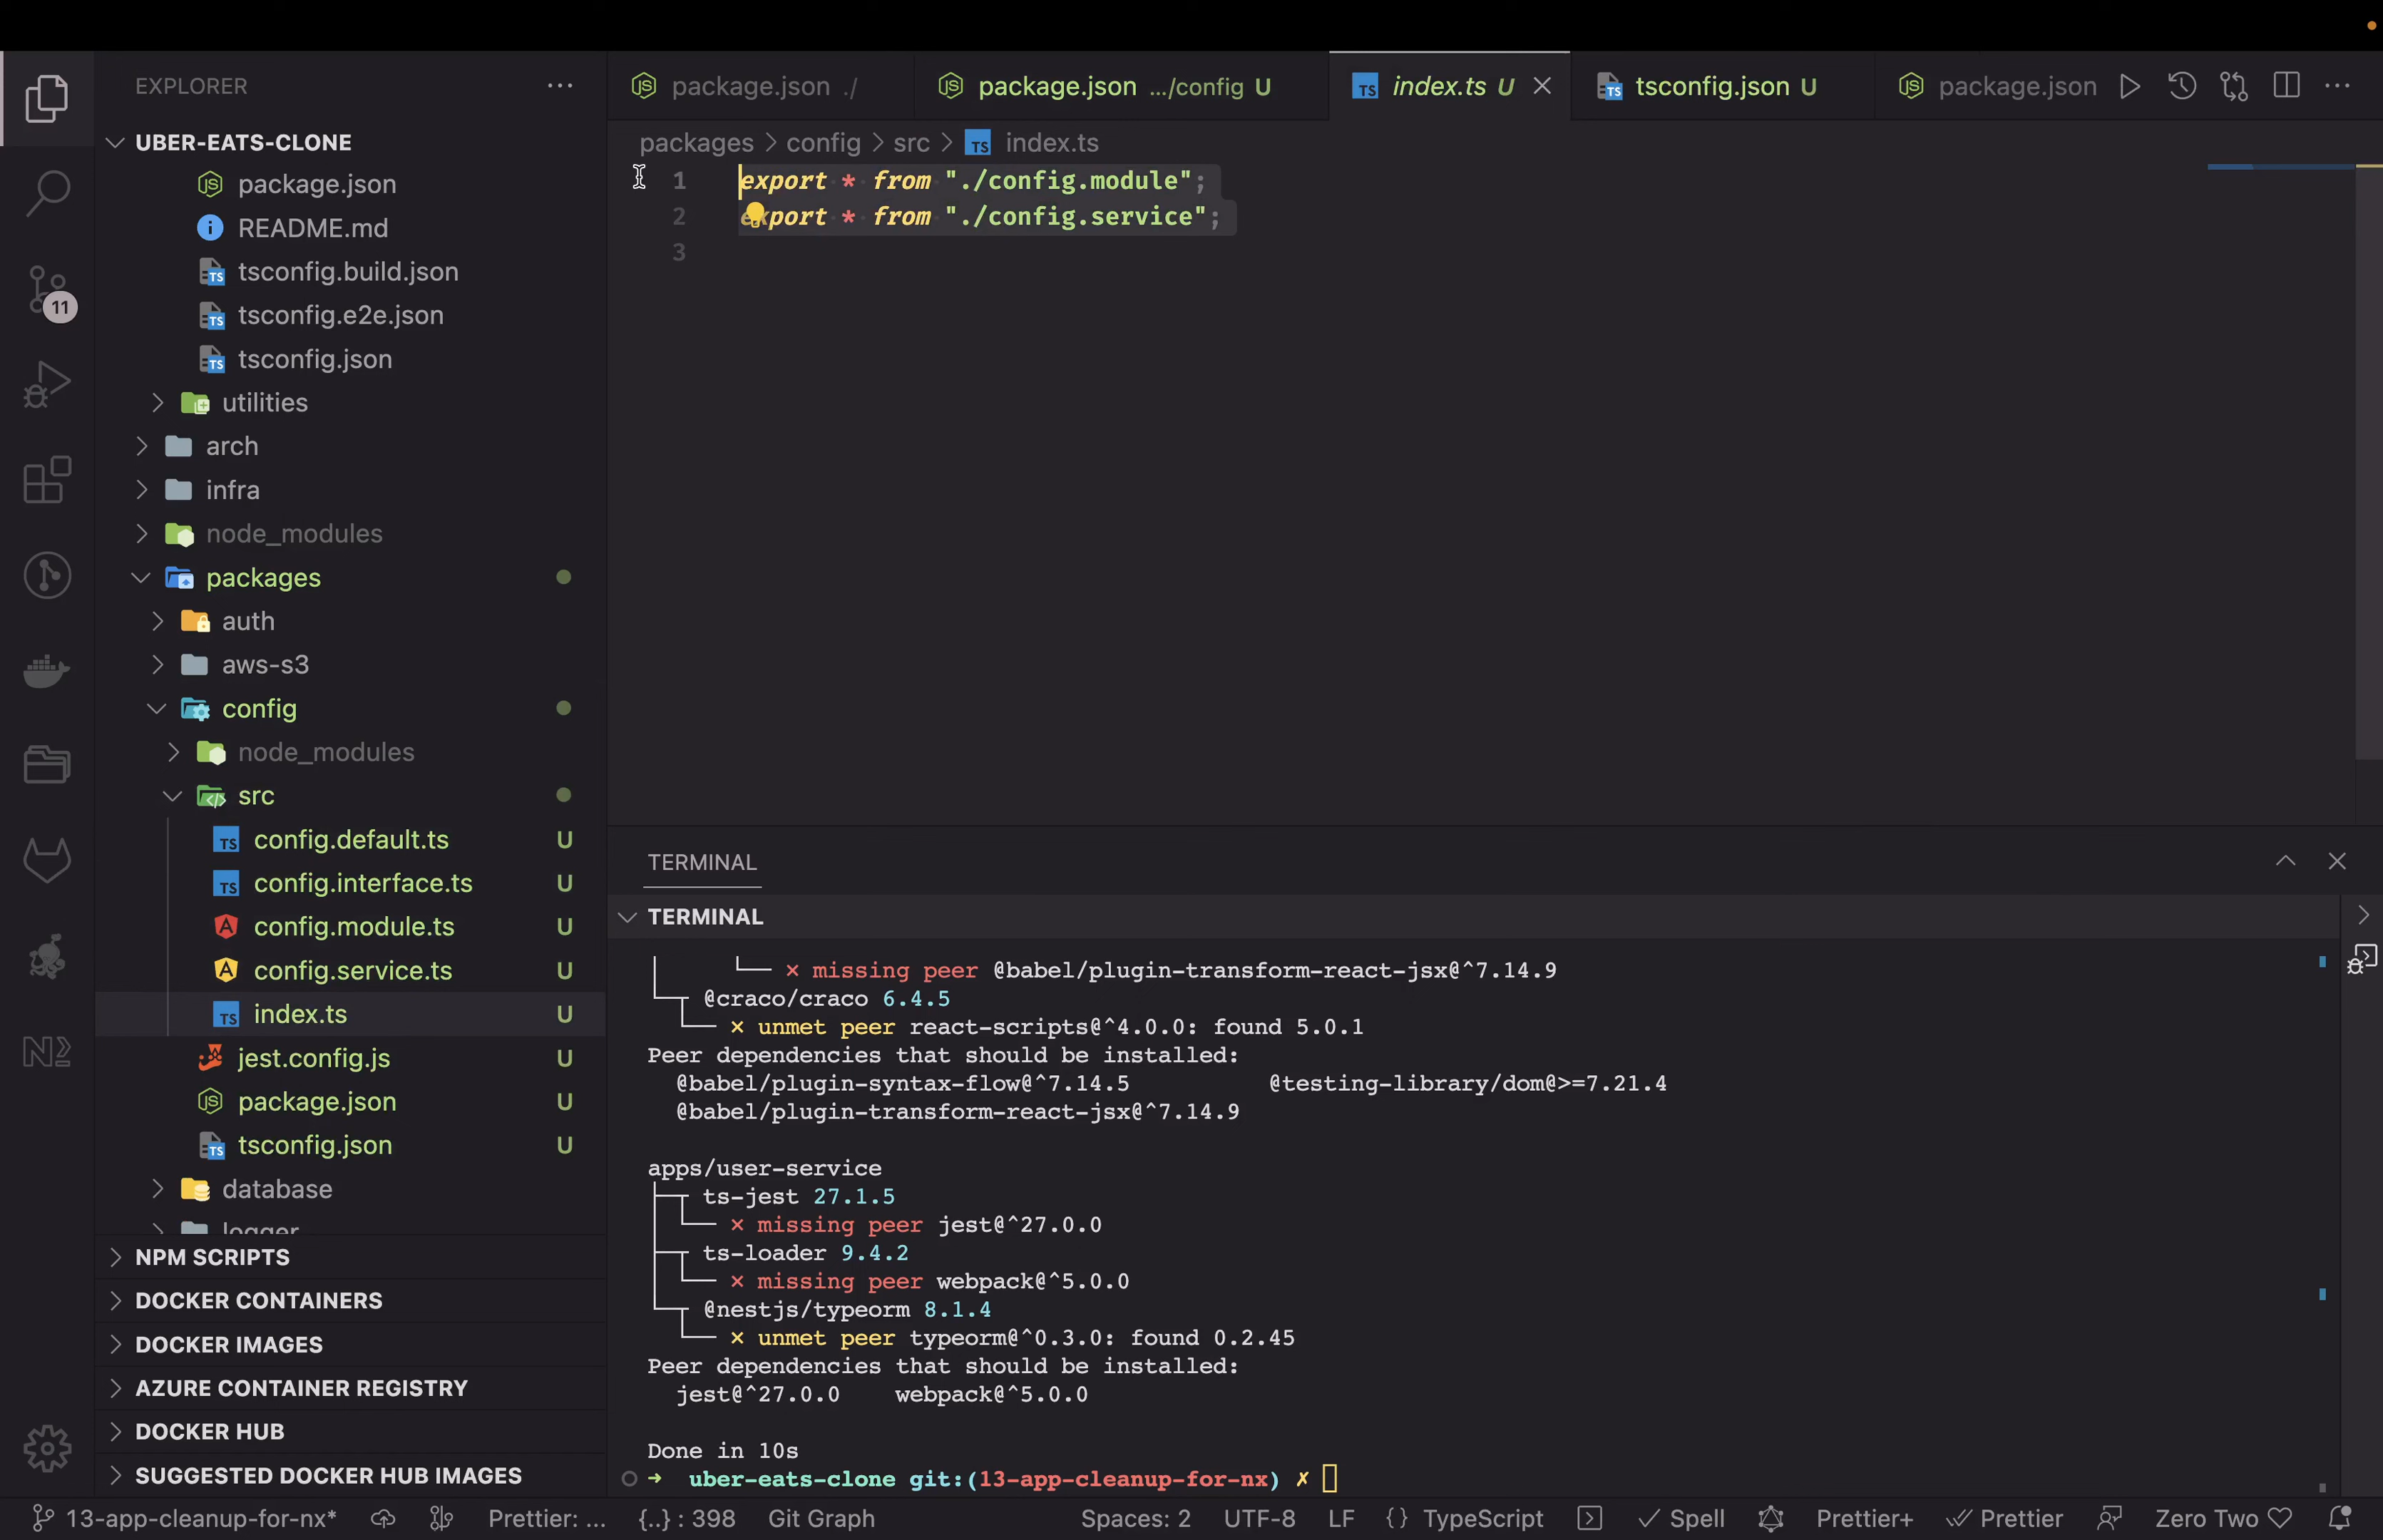 EXPLORER
UBER-EATS-CLONE
package.json
README.md
tsconfig.build.json
tsconfig.e2e.json
tsconfig.json
utilities
arch
infra
node_modules
packages
auth
aws-s3
config
node_modules
src
config.default.ts U
config.interface.ts U
config.module.ts U
config.service.ts U
index.ts U
jest.config.js U
package.json U
tsconfig.json U
database
logger
NPM SCRIPTS
DOCKER CONTAINERS
DOCKER IMAGES
AZURE CONTAINER REGISTRY
DOCKER HUB
SUGGESTED DOCKER HUB IMAGES
11
package.json ./ package.json .../config U index.ts U tsconfig.json U package.json
packages > config > src > TS index.ts
1 export * from "./config.module";
2 export * from "./config.service";
3
TERMINAL
TERMINAL
× missing peer @babel/plugin-transform-react-jsx@^7.14.9
@craco/craco 6.4.5
× unmet peer react-scripts@^4.0.0: found 5.0.1
Peer dependencies that should be installed:
@babel/plugin-syntax-flow@^7.14.5 @testing-library/dom@>=7.21.4
@babel/plugin-transform-react-jsx@^7.14.9
apps/user-service
ts-jest 27.1.5
× missing peer jest@^27.0.0
ts-loader 9.4.2
× missing peer webpack@^5.0.0
@nestjs/typeorm 8.1.4
× unmet peer typeorm@^0.3.0: found 0.2.45
Peer dependencies that should be installed:
jest@^27.0.0 webpack@^5.0.0
Done in 10s
➜ uber-eats-clone git:(13-app-cleanup-for-nx) ✗
13-app-cleanup-for-nx* Prettier: ... {..} : 398 Git Graph Spaces: 2 UTF-8 LF {} TypeScript Spell Prettier+ Prettier Zero Two